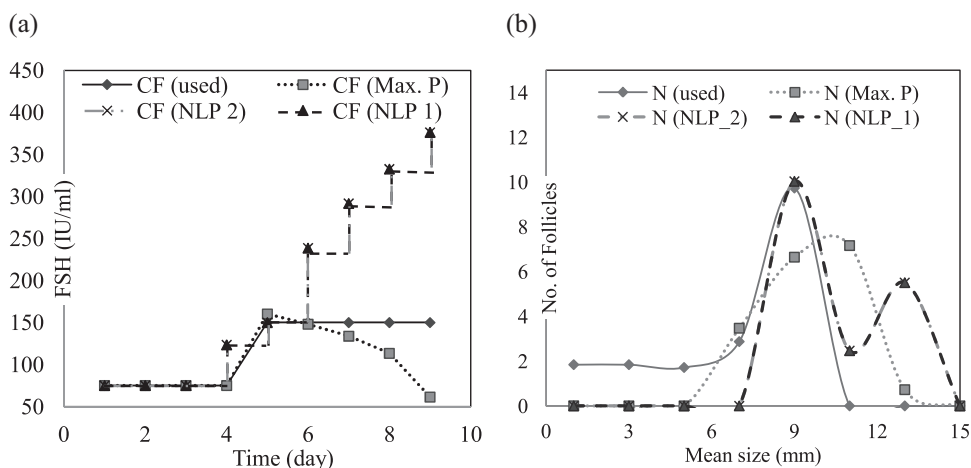 (a)
FSH (IU/ml)
450
400
350
300
250
200
150
100
50
CF (used)
CF (Max. P)
CF (NLP 2)
CF (NLP 1)
0
2
4
6
8
10
Time (day)
(b)
No. of Follicles
14
12
10
8
6
4
2
0
N (used)
N (Max. P)
N (NLP_2)
N (NLP_1)
0
3
6
9
12
15
Mean size (mm)